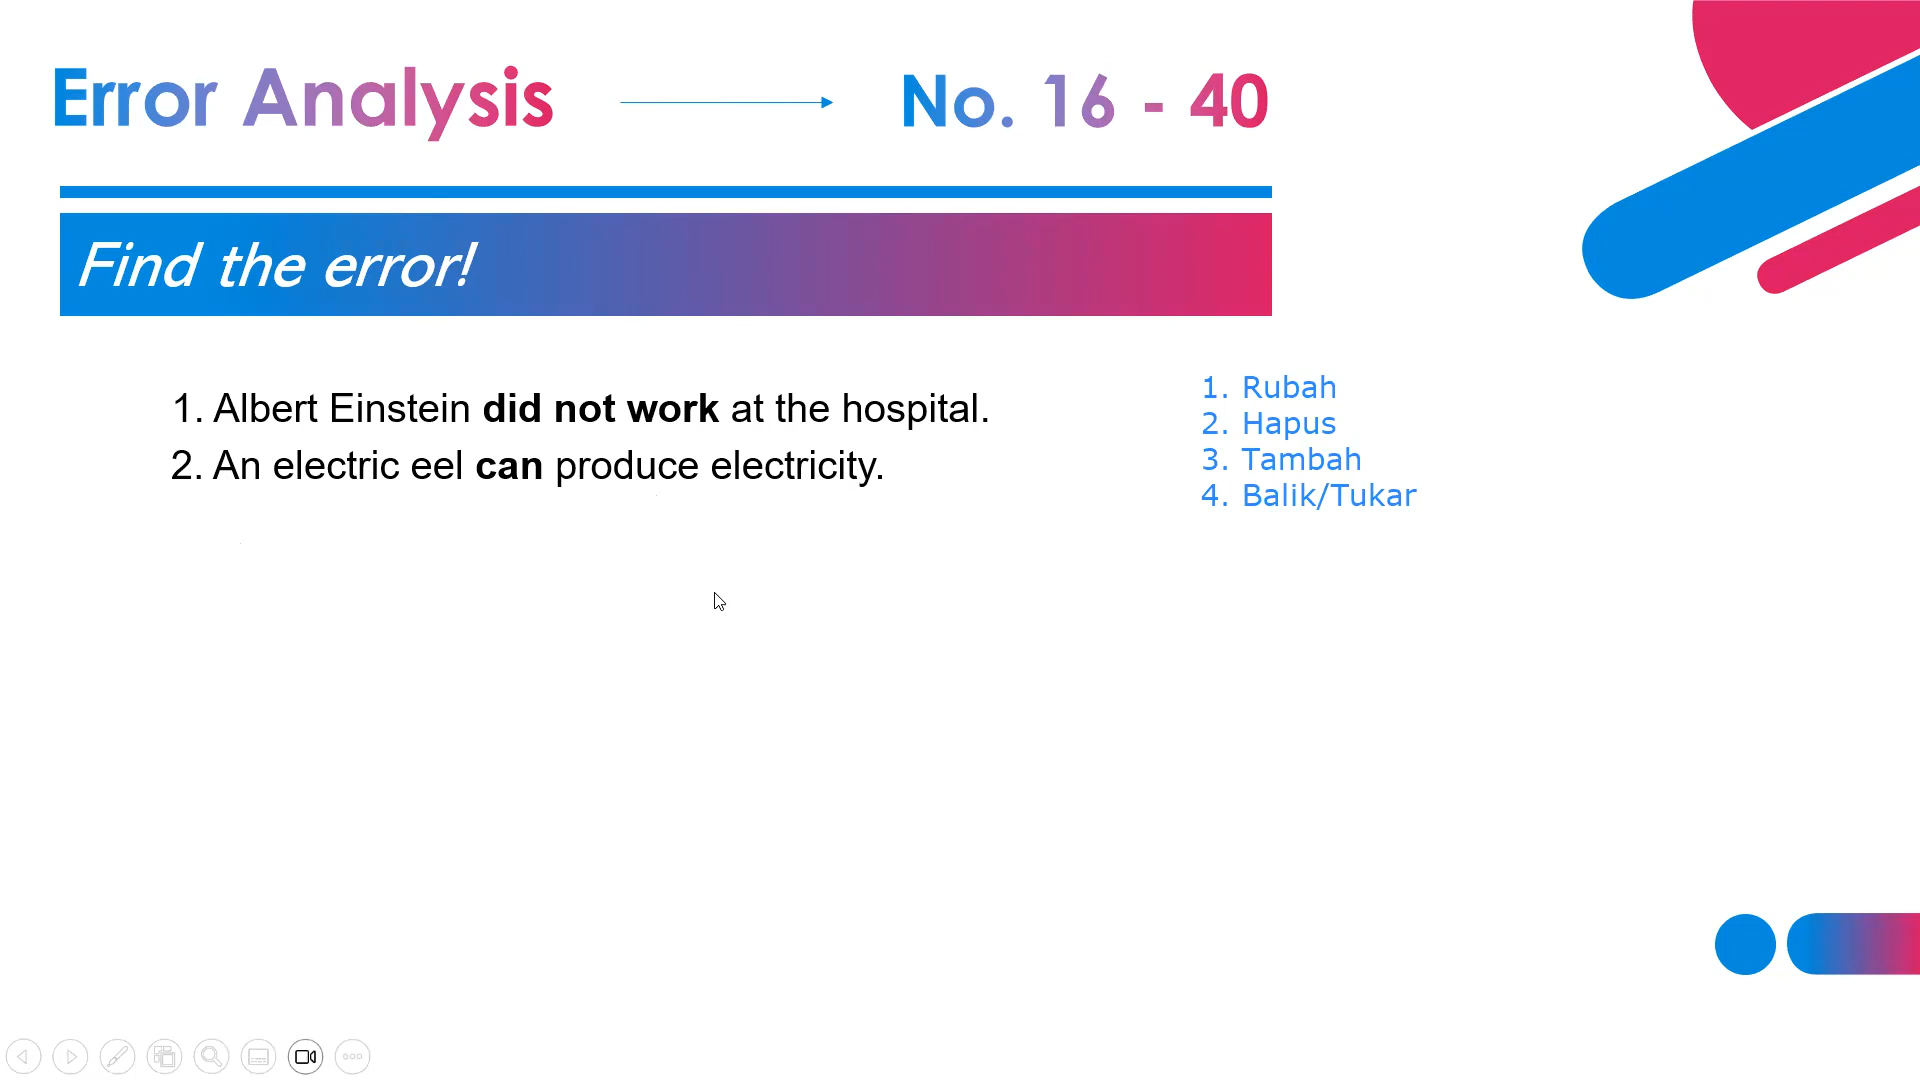 Error Analysis
No. 16 - 40
Find the error!
1. Albert Einstein did not work at the hospital.
2. An electric eel can produce electricity.
1. Rubah
2. Hapus
3. Tambah
4. Balik/Tukar